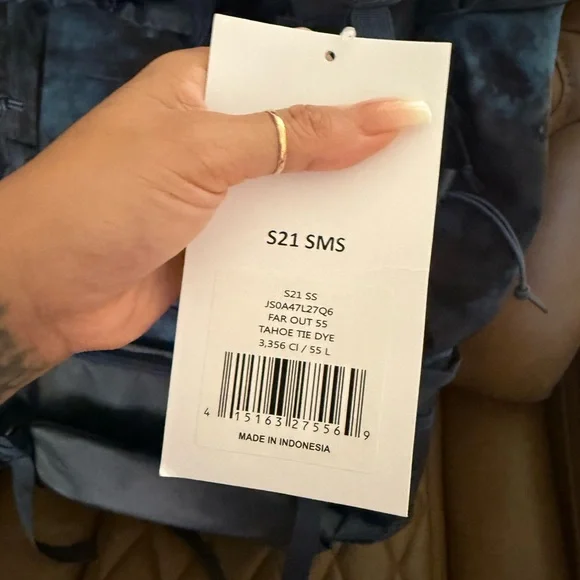 S21 SMS
S21 SS
JS0A47L27Q6
FAR OUT 55
TAHOE TIE DYE
3,356 CI / 55 L
4 15163 27556 9
MADE IN INDONESIA